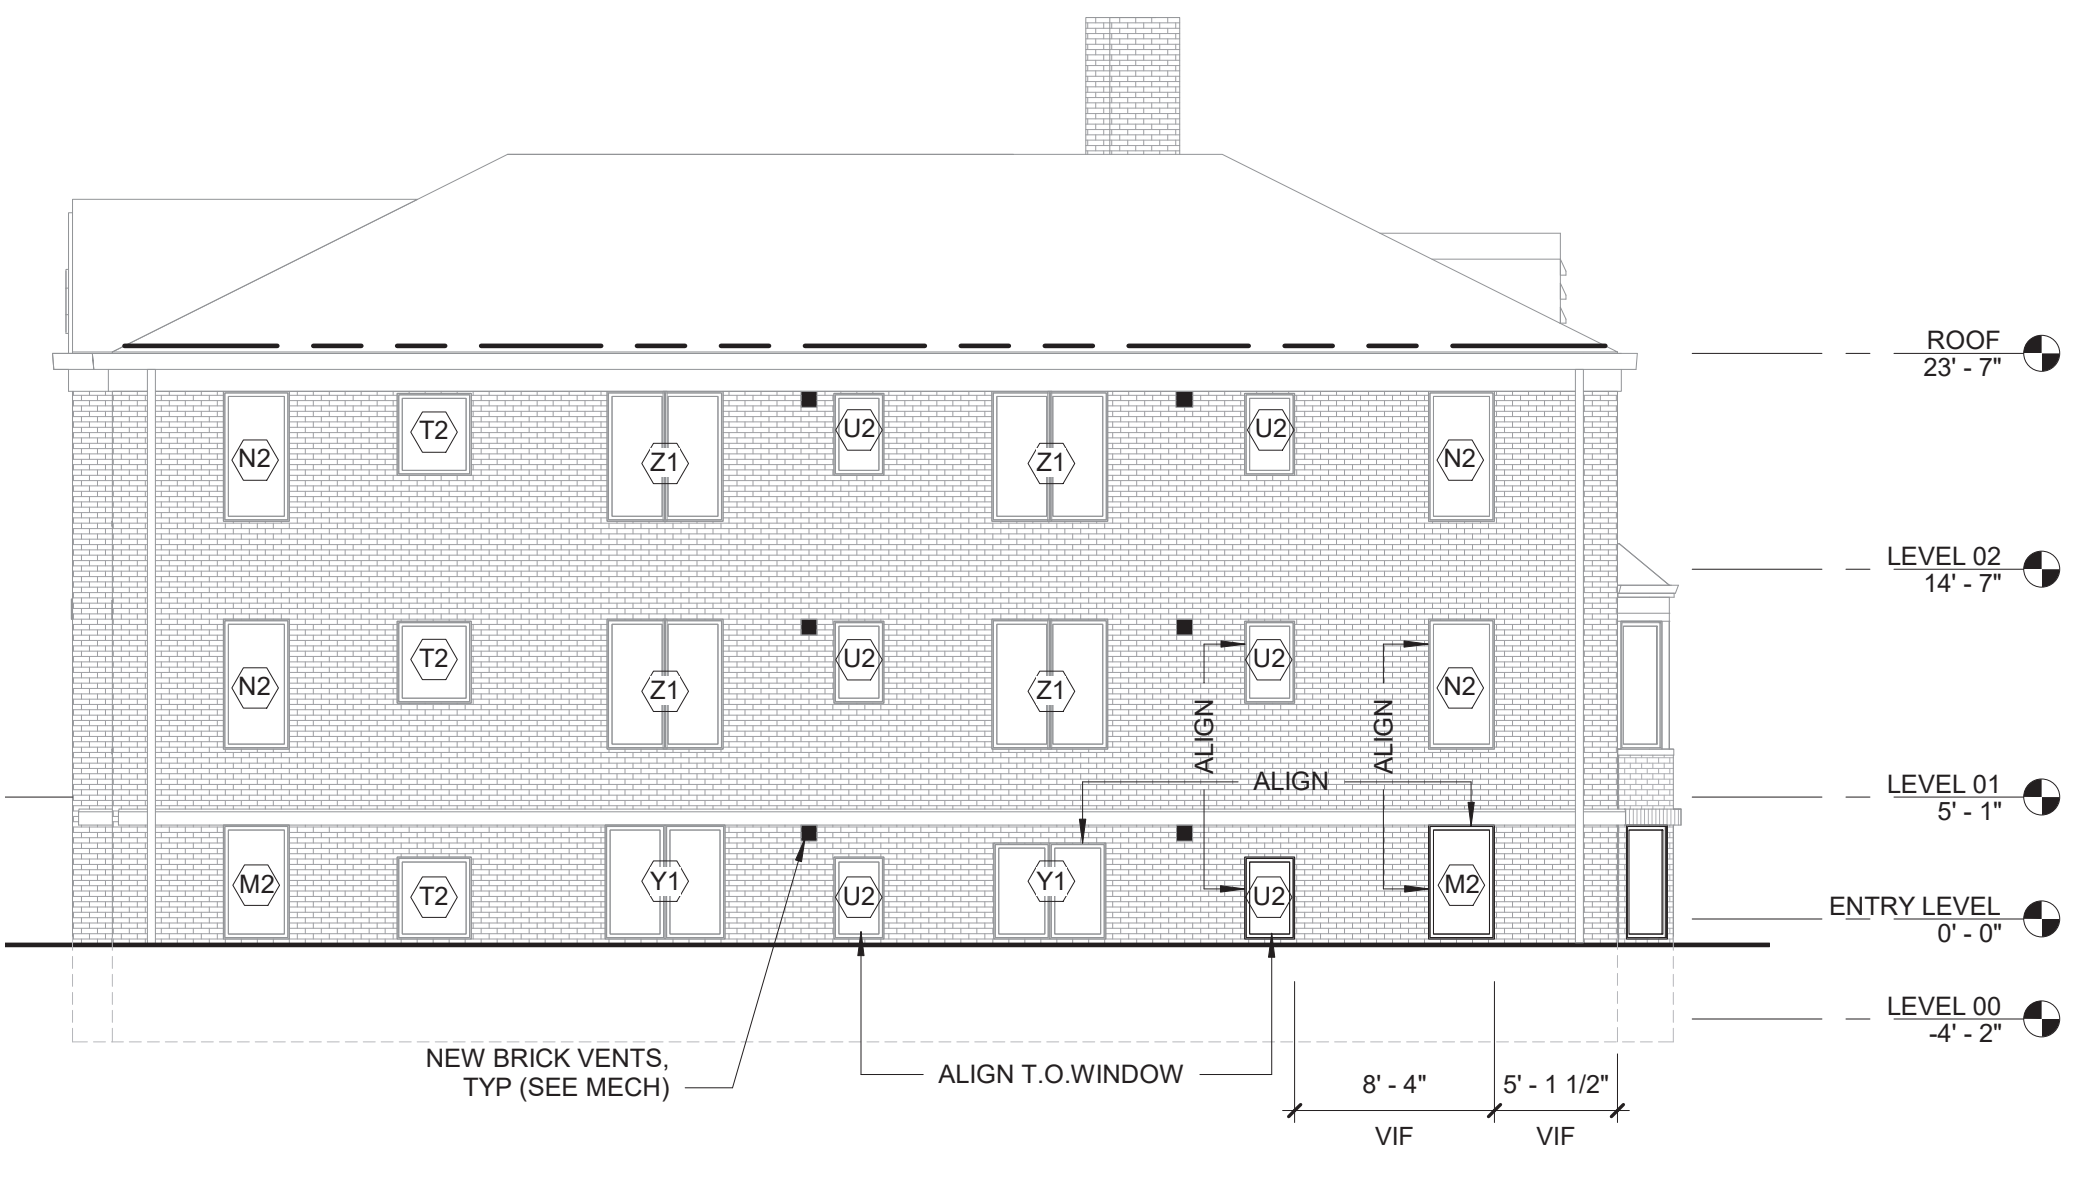 ROOF
23' - 7"
N2
T2
Z1
U2
Z1
U2
N2
LEVEL 02
14' - 7"
N2
T2
Z1
U2
Z1
U2
N2
ALIGN
ALIGN
ALIGN
LEVEL 01
5' - 1"
M2
T2
Y1
U2
Y1
U2
M2
ENTRY LEVEL
0' - 0"
LEVEL 00
-4' - 2"
NEW BRICK VENTS,
TYP (SEE MECH)
ALIGN T.O.WINDOW
8' - 4"
5' - 1 1/2"
VIF
VIF